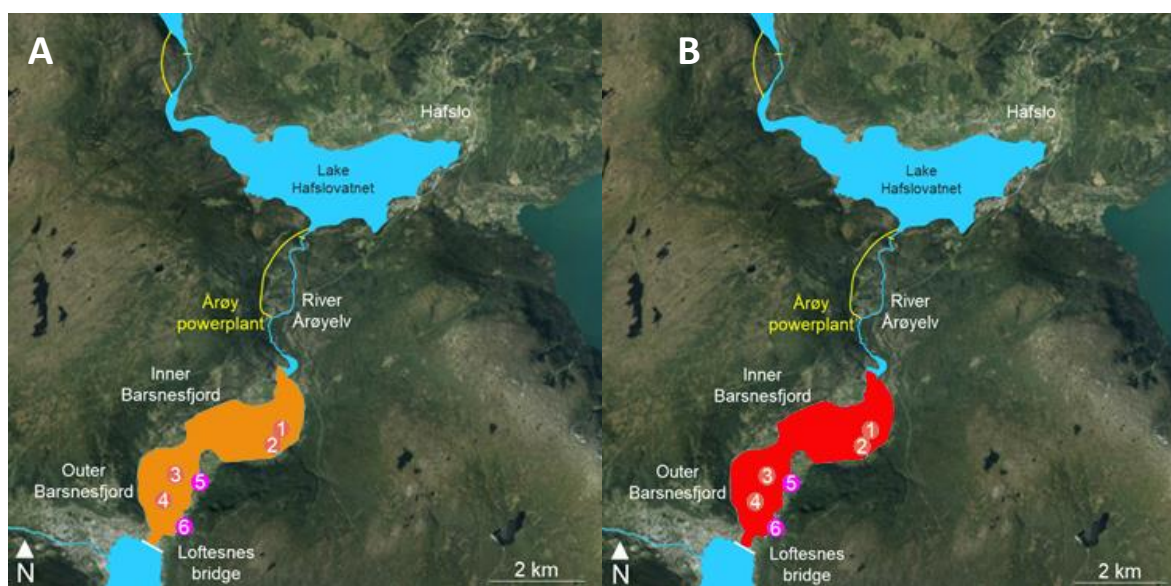 A
Hafslo
Lake
Hafslovatnet
Årøy
powerplant
River
Årøyelv
Inner
Barsnesfjord
1
2
Outer
Barsnesfjord
3
5
4
6
N
Loftesnes
bridge
2 km
B
Hafslo
Lake
Hafslovatnet
Årøy
powerplant
River
Årøyelv
Inner
Barsnesfjord
1
2
Outer
Barsnesfjord
3
5
4
6
N
Loftesnes
bridge
2 km